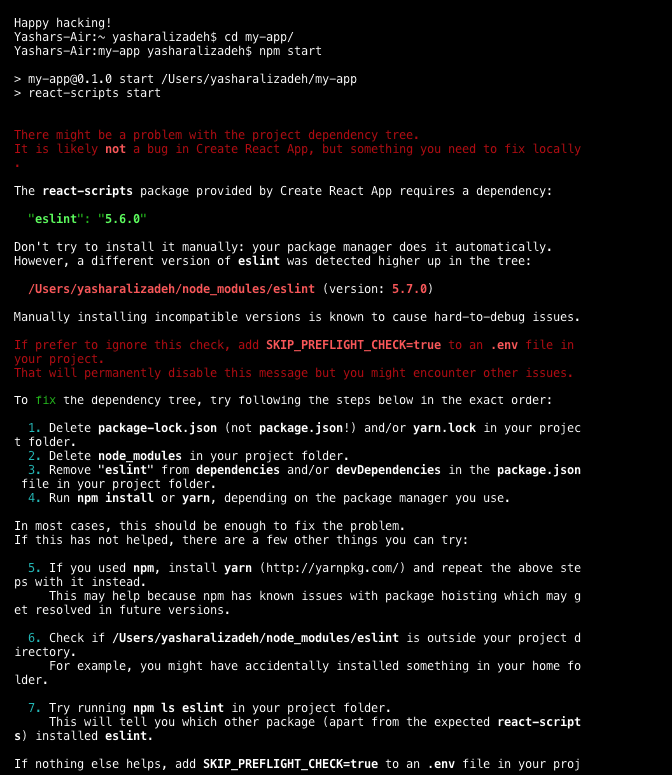 Happy hacking!
Yashars-Air:~ yasharalizadeh$ cd my-app/
Yashars-Air:my-app yasharalizadeh$ npm start
> my-app@0.1.0 start /Users/yasharalizadeh/my-app
> react-scripts start
There might be a problem with the project dependency tree.
It is likely not a bug in Create React App, but something you need to fix locally
.
The react-scripts package provided by Create React App requires a dependency:
"eslint": "5.6.0"
Don't try to install it manually: your package manager does it automatically.
However, a different version of eslint was detected higher up in the tree:
/Users/yasharalizadeh/node_modules/eslint (version: 5.7.0)
Manually installing incompatible versions is known to cause hard-to-debug issues.
If prefer to ignore this check, add SKIP_PREFLIGHT_CHECK=true to an .env file in
your project.
That will permanently disable this message but you might encounter other issues.
To fix the dependency tree, try following the steps below in the exact order:
1. Delete package-lock.json (not package.json!) and/or yarn.lock in your projec
t folder.
2. Delete node_modules in your project folder.
3. Remove "eslint" from dependencies and/or devDependencies in the package.json
file in your project folder.
4. Run npm install or yarn, depending on the package manager you use.
In most cases, this should be enough to fix the problem.
If this has not helped, there are a few other things you can try:
5. If you used npm, install yarn (http://yarnpkg.com/) and repeat the above ste
ps with it instead.
This may help because npm has known issues with package hoisting which may g
et resolved in future versions.
6. Check if /Users/yasharalizadeh/node_modules/eslint is outside your project d
irectory.
For example, you might have accidentally installed something in your home fo
lder.
7. Try running npm ls eslint in your project folder.
This will tell you which other package (apart from the expected react-script
s) installed eslint.
If nothing else helps, add SKIP_PREFLIGHT_CHECK=true to an .env file in your proj